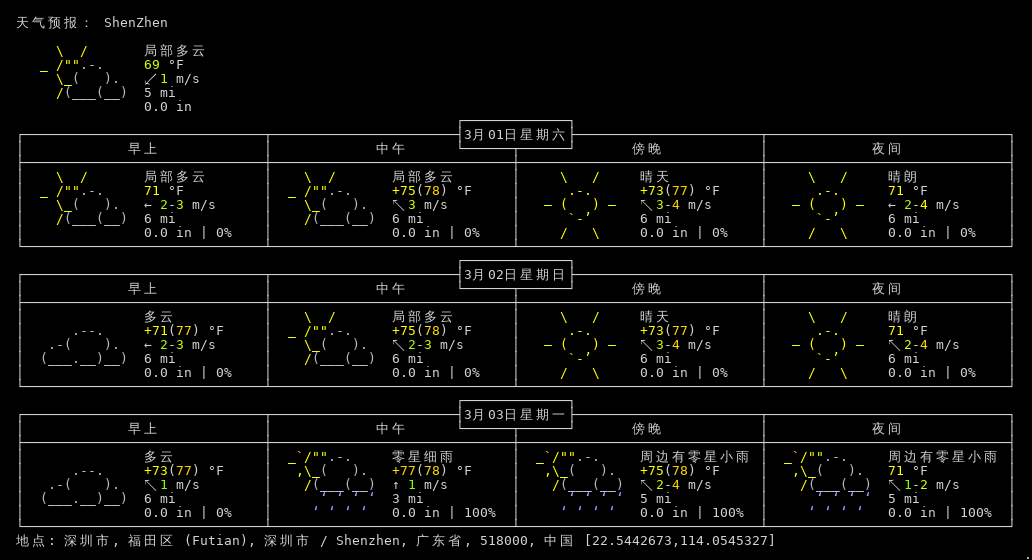 天气预报： ShenZhen
局部多云
69 °F
↙ 1 m/s
5 mi
0.0 in
3月01日星期六
早上 中午 傍晚 夜间
局部多云 局部多云 晴天 晴朗
71 °F +75(78) °F +73(77) °F 71 °F
← 2-3 m/s ↖ 3 m/s ↖ 3-4 m/s ← 2-4 m/s
6 mi 6 mi 6 mi 6 mi
0.0 in | 0% 0.0 in | 0% 0.0 in | 0% 0.0 in | 0%
3月02日星期日
早上 中午 傍晚 夜间
多云 局部多云 晴天 晴朗
+71(77) °F +75(78) °F +73(77) °F 71 °F
← 2-3 m/s ↖ 2-3 m/s ↖ 3-4 m/s ↖ 2-4 m/s
6 mi 6 mi 6 mi 6 mi
0.0 in | 0% 0.0 in | 0% 0.0 in | 0% 0.0 in | 0%
3月03日星期一
早上 中午 傍晚 夜间
多云 零星细雨 周边有零星小雨 周边有零星小雨
+73(77) °F +77(78) °F +75(78) °F 71 °F
↖ 1 m/s ↑ 1 m/s ↖ 2-4 m/s ↖ 1-2 m/s
6 mi 3 mi 5 mi 5 mi
0.0 in | 0% 0.0 in | 100% 0.0 in | 100% 0.0 in | 100%
地点: 深圳市, 福田区 (Futian), 深圳市 / Shenzhen, 广东省, 518000, 中国 [22.5442673,114.0545327]